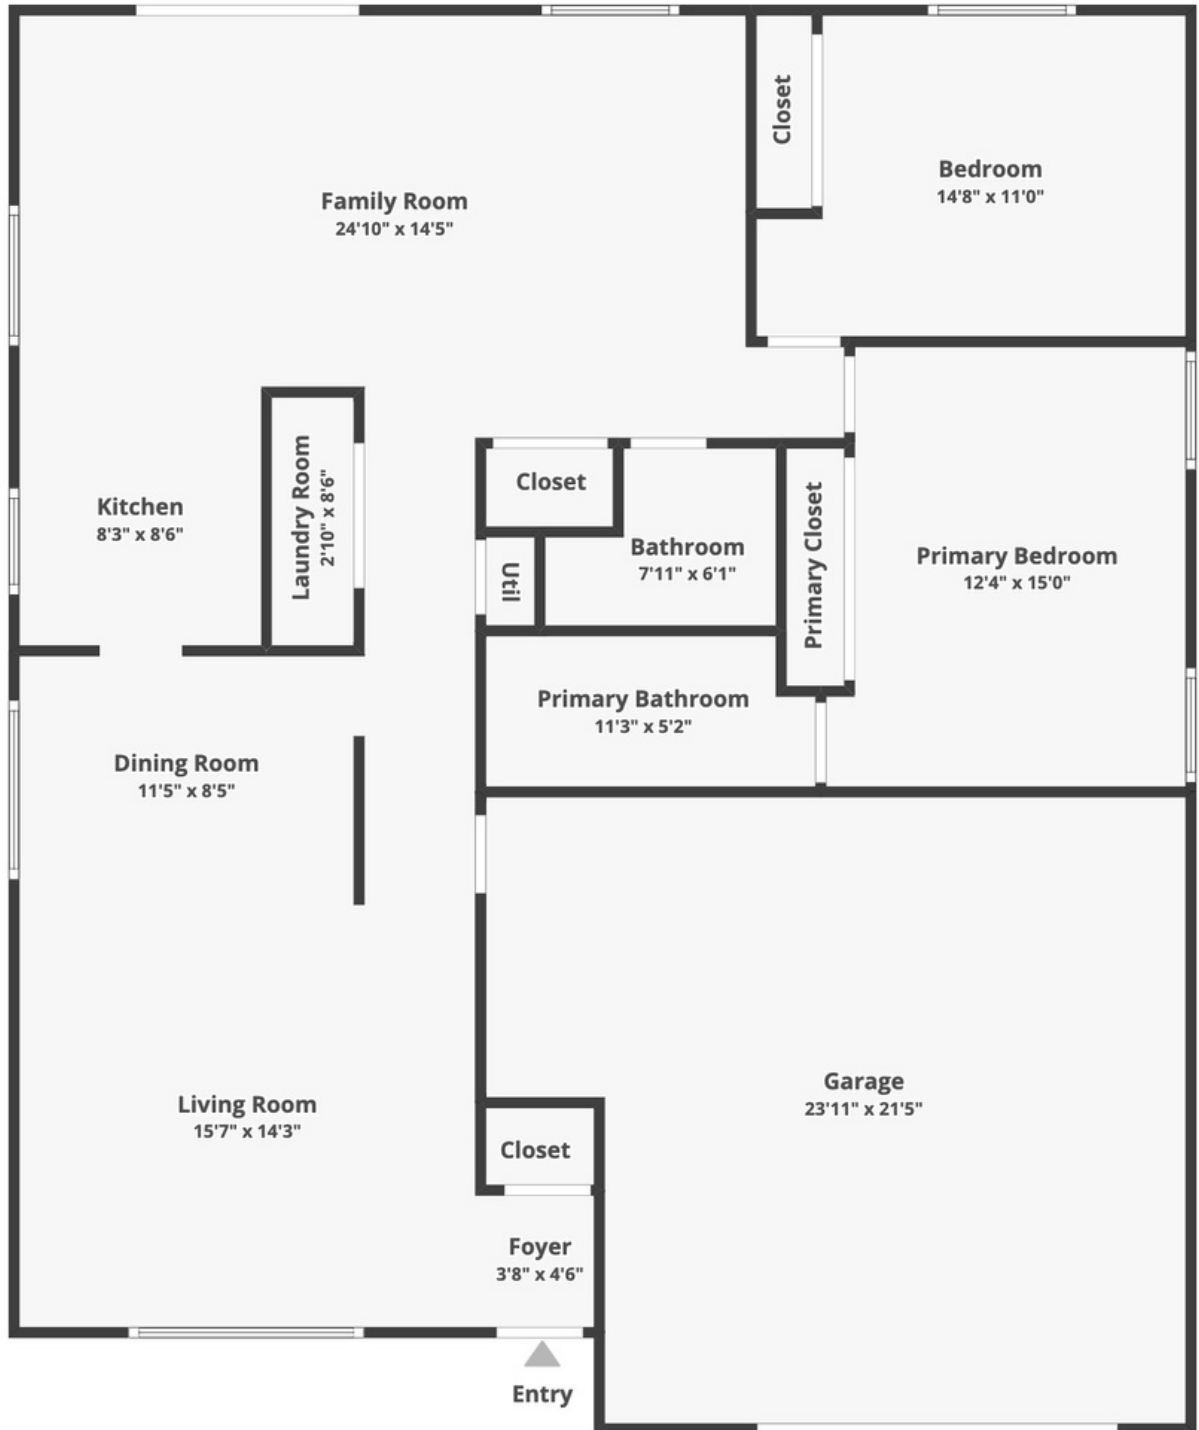 Closet
Bedroom
14'8" x 11'0"
Family Room
24'10" x 14'5"
Kitchen
8'3" x 8'6"
Laundry Room
2'10" x 8'6"
Closet
Util
Bathroom
7'11" x 6'1"
Primary Closet
Primary Bedroom
12'4" x 15'0"
Primary Bathroom
11'3" x 5'2"
Dining Room
11'5" x 8'5"
Living Room
15'7" x 14'3"
Garage
23'11" x 21'5"
Closet
Foyer
3'8" x 4'6"
Entry